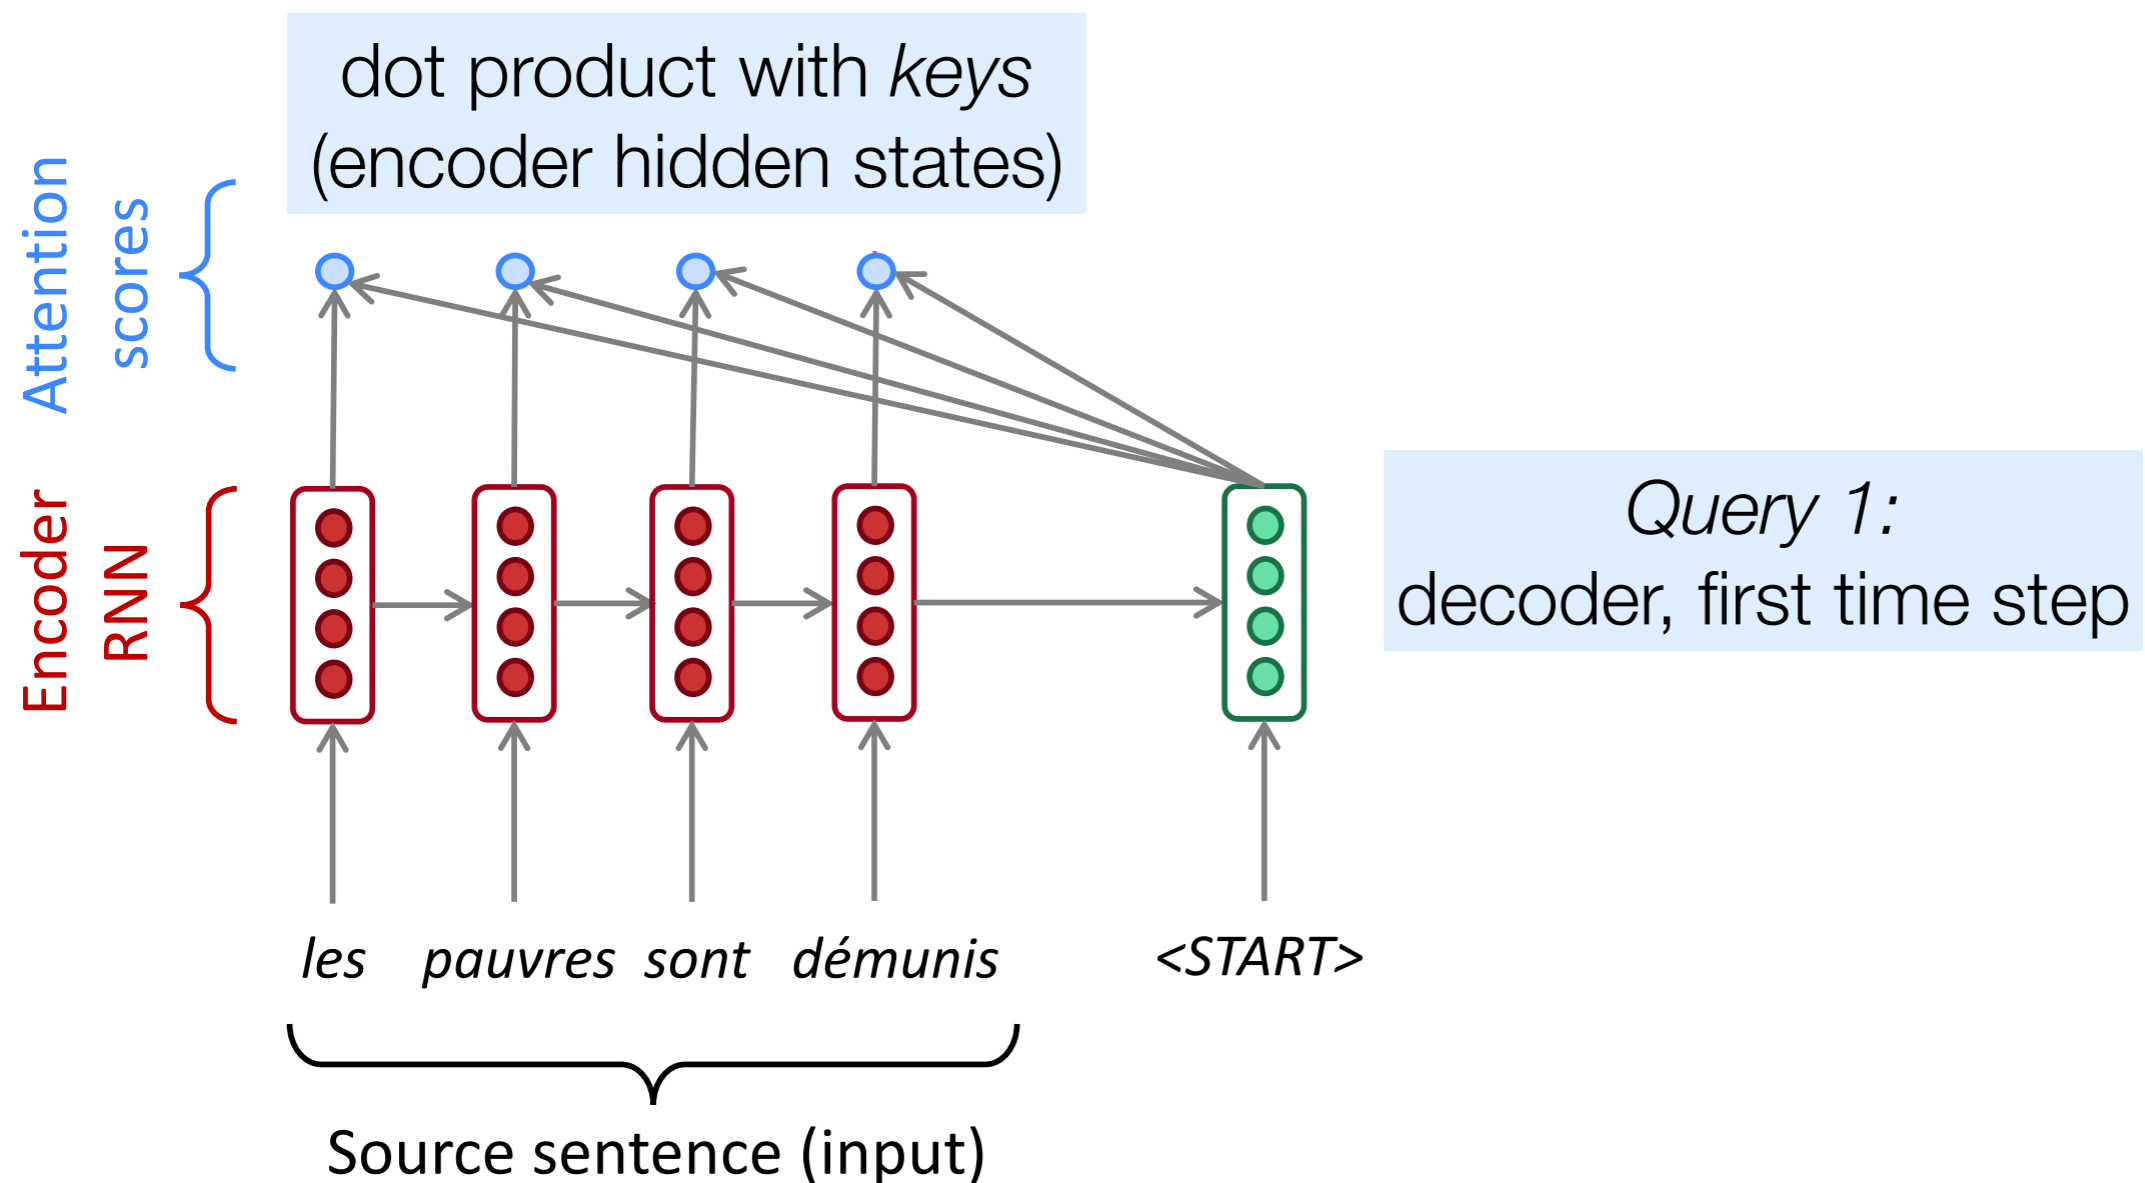 dot product with keys
(encoder hidden states)
Attention
scores
Encoder
RNN
Query 1:
decoder, first time step
les pauvres sont démunis <START>
Source sentence (input)